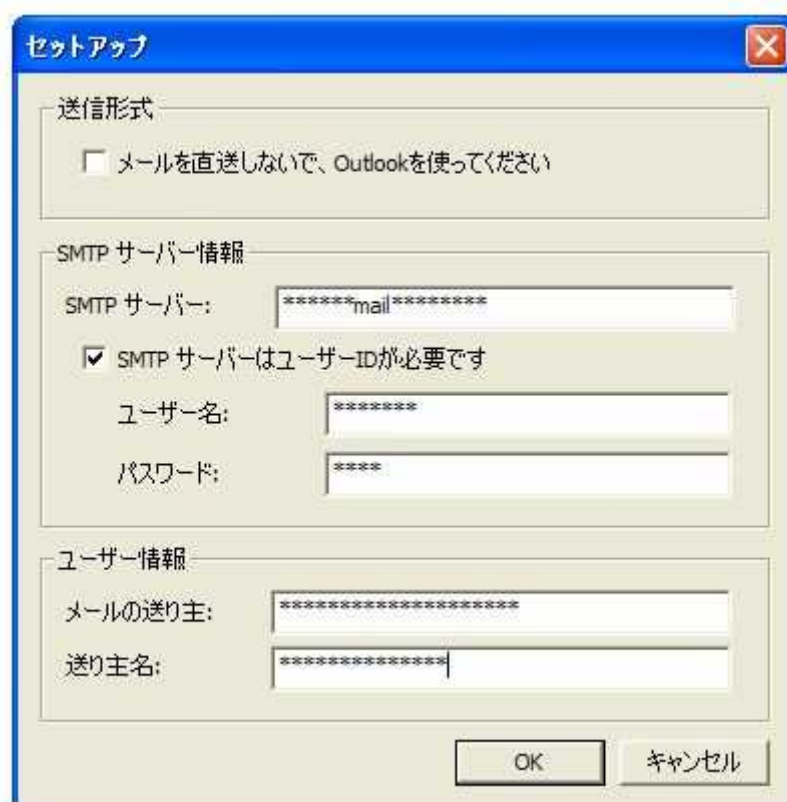 セットアップ
送信形式
メールを直送しないで、Outlookを使ってください
SMTP サーバー情報
SMTP サーバー: ******mail********
SMTP サーバーはユーザーIDが必要です
ユーザー名: *******
パスワード: ****
ユーザー情報
メールの送り主: ********************
送り主名: **************
OK キャンセル